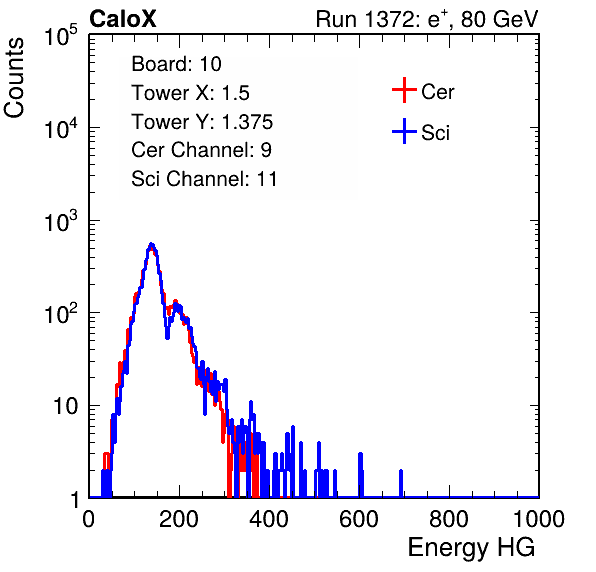 CaloX Run 1372: e⁺, 80 GeV
Counts
10⁵
10⁴
10³
10²
10
1
Board: 10
Tower X: 1.5
Tower Y: 1.375
Cer Channel: 9
Sci Channel: 11
Cer
Sci
0 200 400 600 800 1000
Energy HG